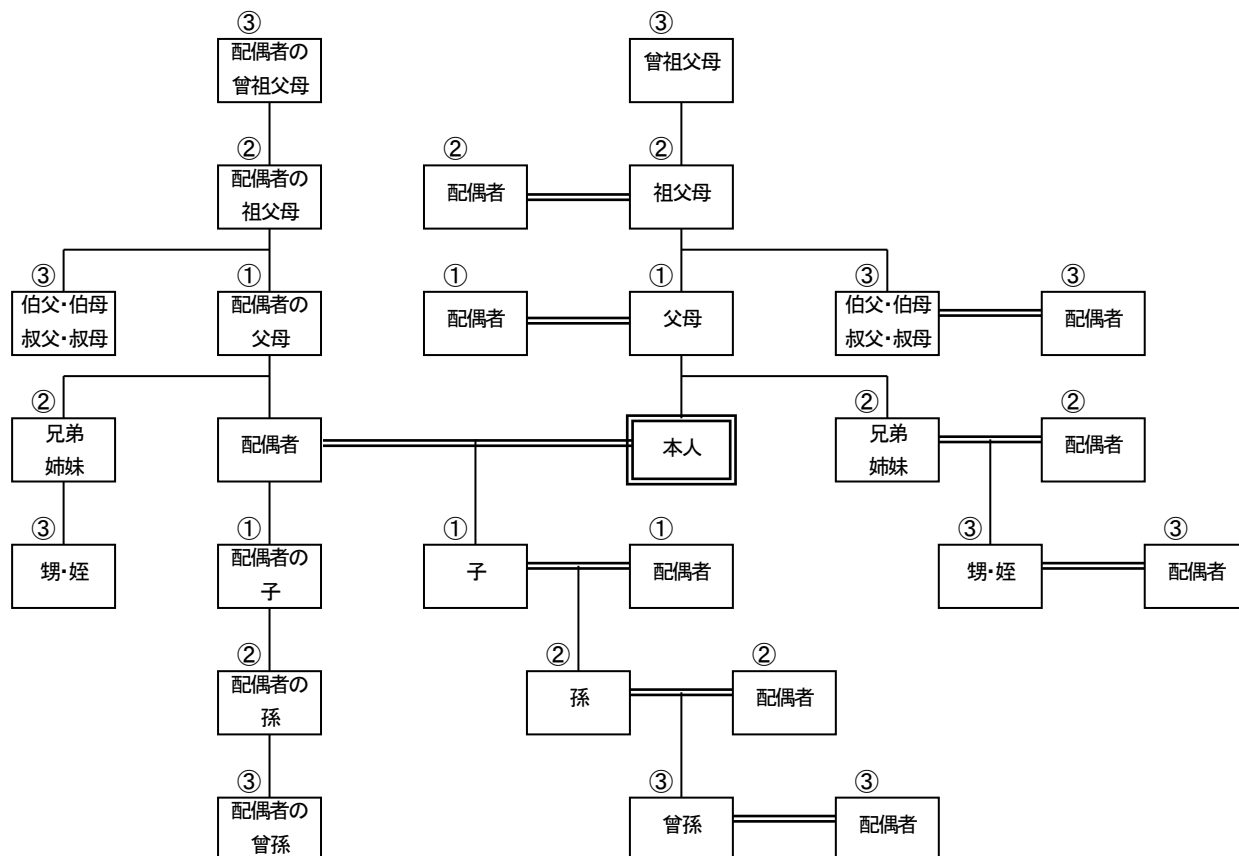 ③ ③
配偶者の
曾祖父母
曾祖父母
② ② ②
配偶者の
祖父母
配偶者
祖父母
③ ① ① ① ③ ③
伯父・伯母
叔父・叔母
配偶者の
父母
配偶者
父母
伯父・伯母
叔父・叔母
配偶者
② ② ②
兄弟
姉妹
配偶者
本人
兄弟
姉妹
配偶者
③ ① ① ① ③ ③
甥・姪
配偶者の
子
子
配偶者
甥・姪
配偶者
② ② ②
配偶者の
孫
孫
配偶者
③ ③ ③
配偶者の
曾孫
曾孫
配偶者